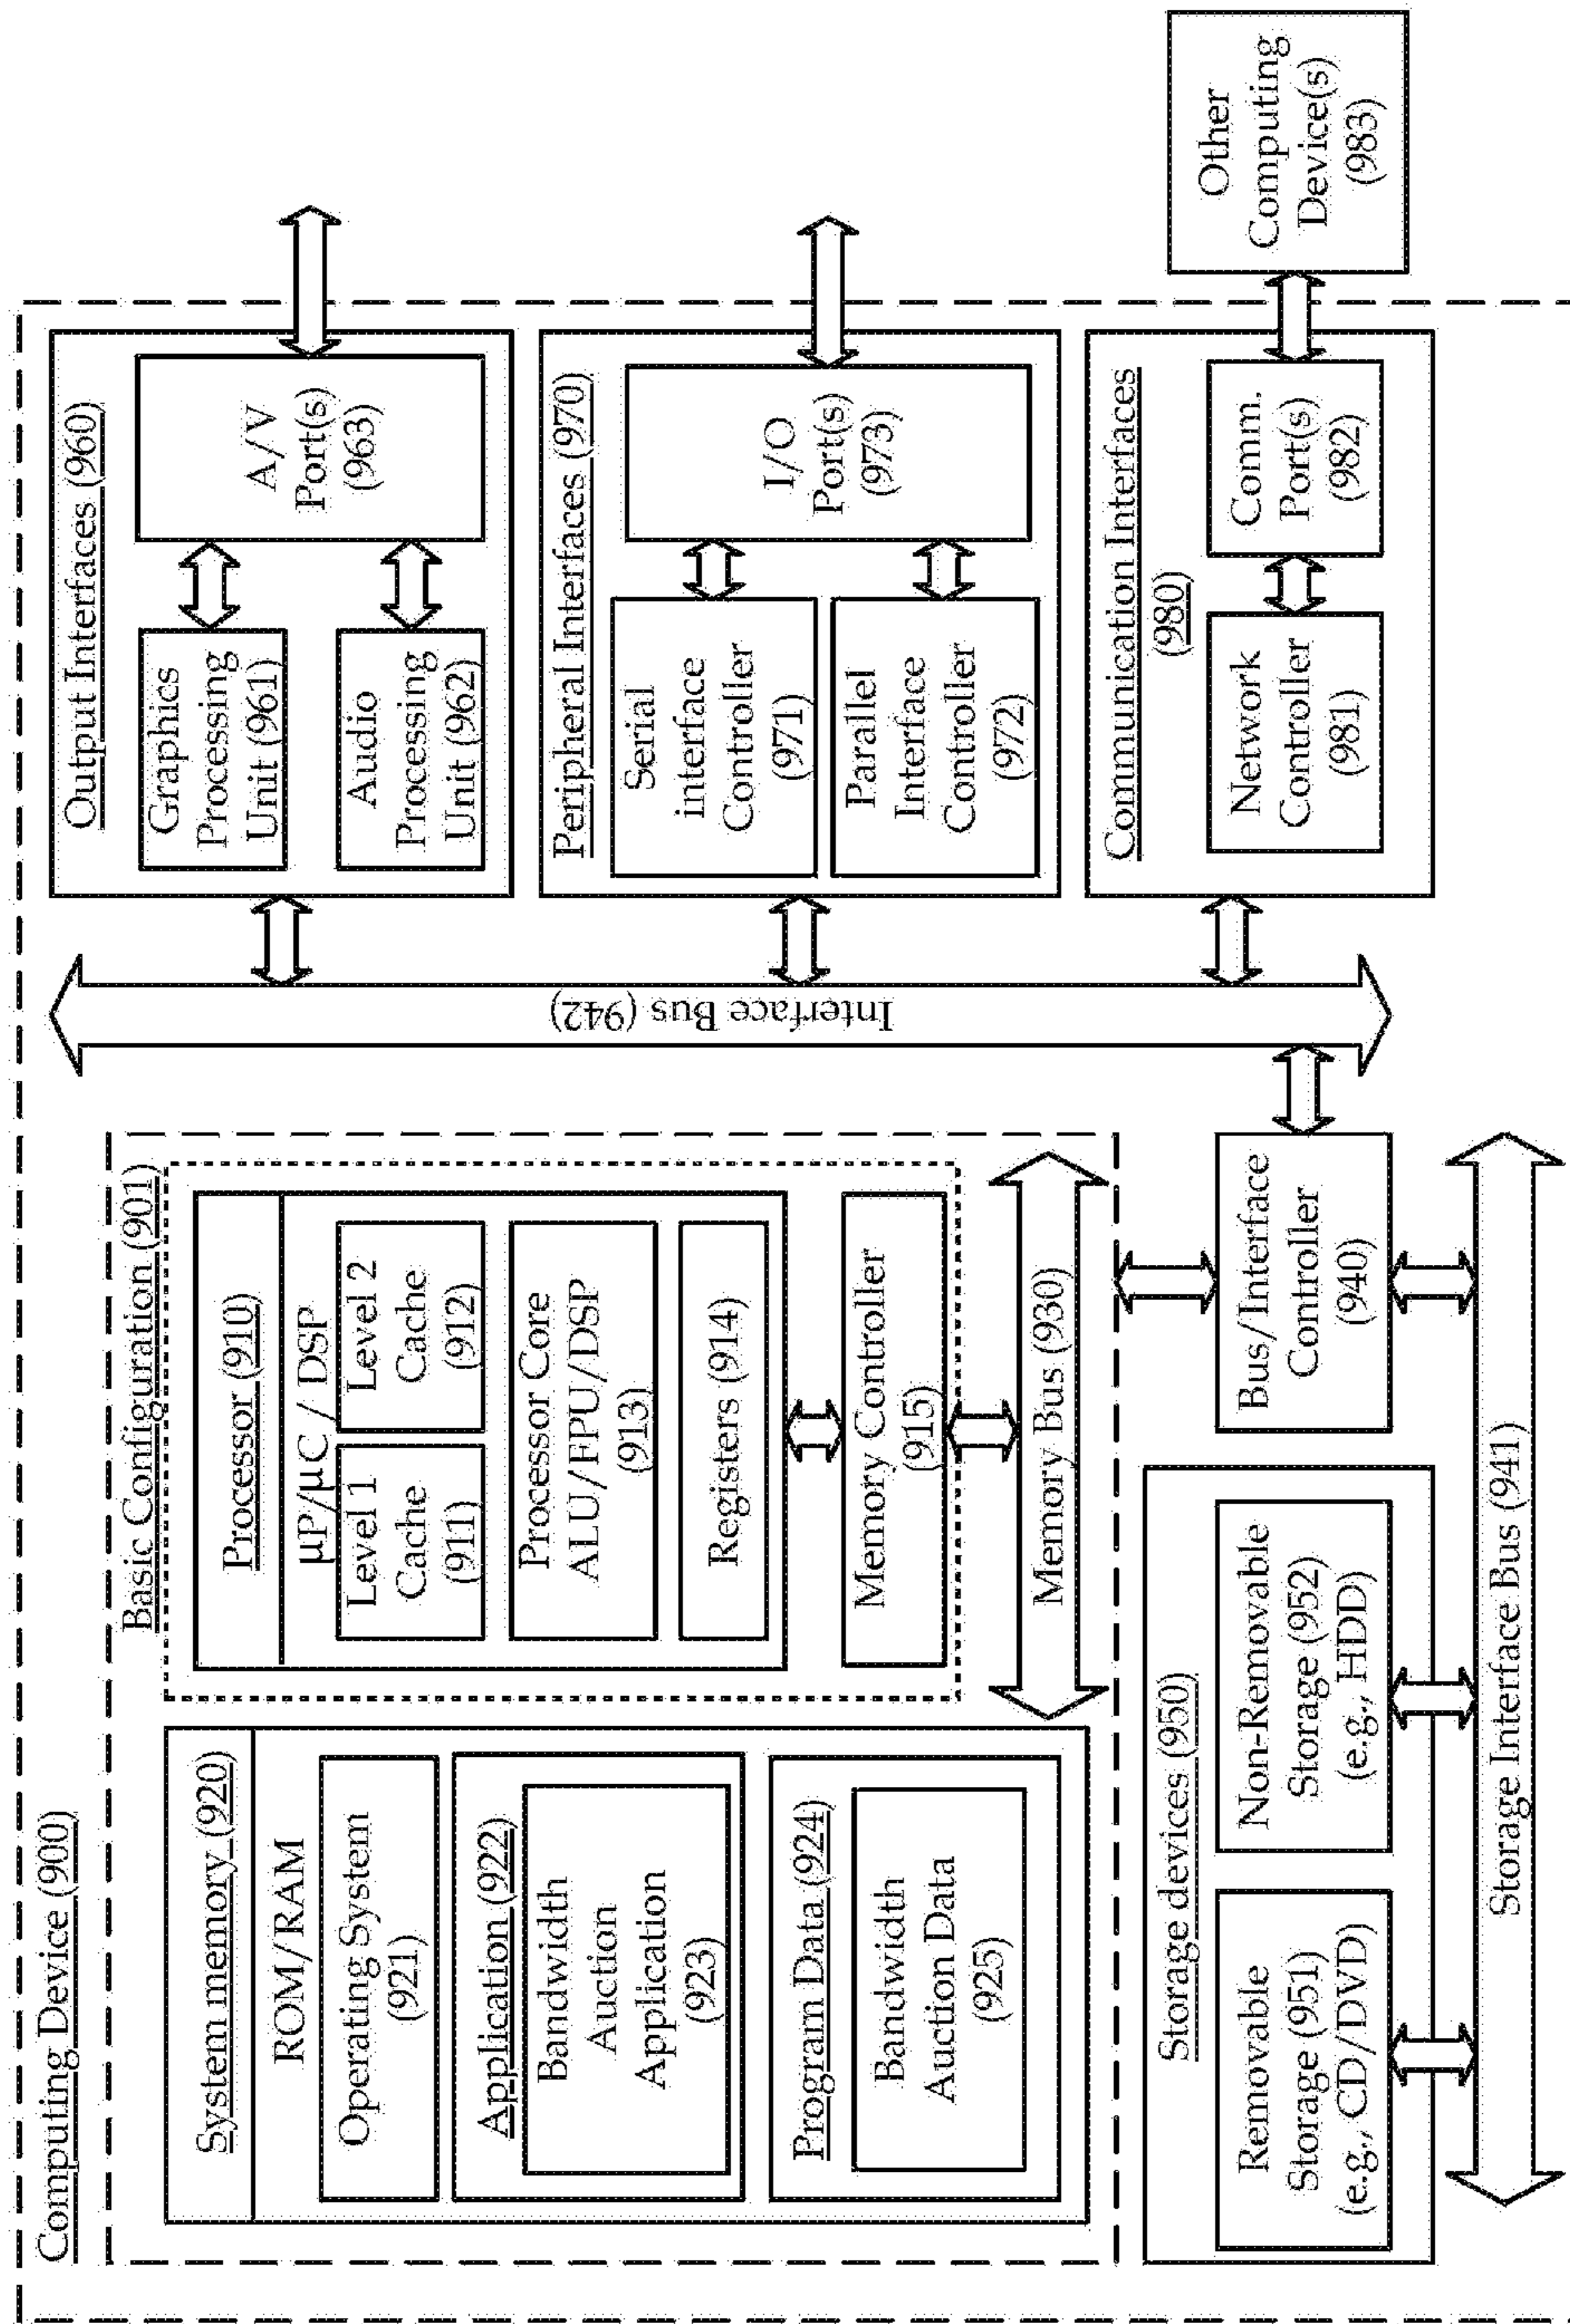 Computing Device (900)
Basic Configuration (901)
System memory (920)
ROM/RAM
Operating System
(921)
Application (922)
Bandwidth
Auction
Application
(923)
Program Data (924)
Bandwidth
Auction Data
(925)
Processor (910)
µP/µC / DSP
Level 1
Cache
(911)
Level 2
Cache
(912)
Processor Core
ALU/FPU/DSP
(913)
Registers (914)
Memory Controller
(915)
Memory Bus (930)
Storage devices (950)
Removable
Storage (951)
(e.g., CD/DVD)
Non-Removable
Storage (952)
(e.g., HDD)
Bus/Interface
Controller
(940)
Storage Interface Bus (941)
Interface Bus (942)
Output Interfaces (960)
Graphics
Processing
Unit (961)
Audio
Processing
Unit (962)
A/V
Port(s)
(963)
Peripheral Interfaces (970)
Serial
interface
Controller
(971)
Parallel
Interface
Controller
(972)
I/O
Port(s)
(973)
Communication Interfaces
(980)
Network
Controller
(981)
Comm.
Port(s)
(982)
Other
Computing
Device(s)
(983)